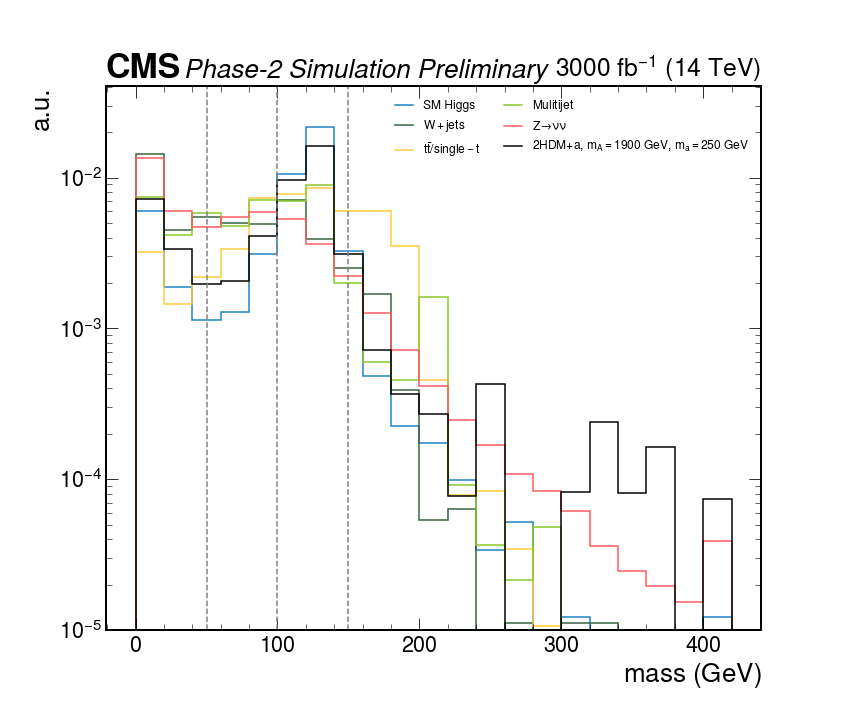 CMS Phase-2 Simulation Preliminary 3000 fb⁻¹ (14 TeV)
a.u.
SM Higgs
W + jets
tt̄/single − t
Mulitijet
Z→νν
2HDM+a, m_A = 1900 GeV, m_a = 250 GeV
10⁻²
10⁻³
10⁻⁴
10⁻⁵
0 100 200 300 400
mass (GeV)